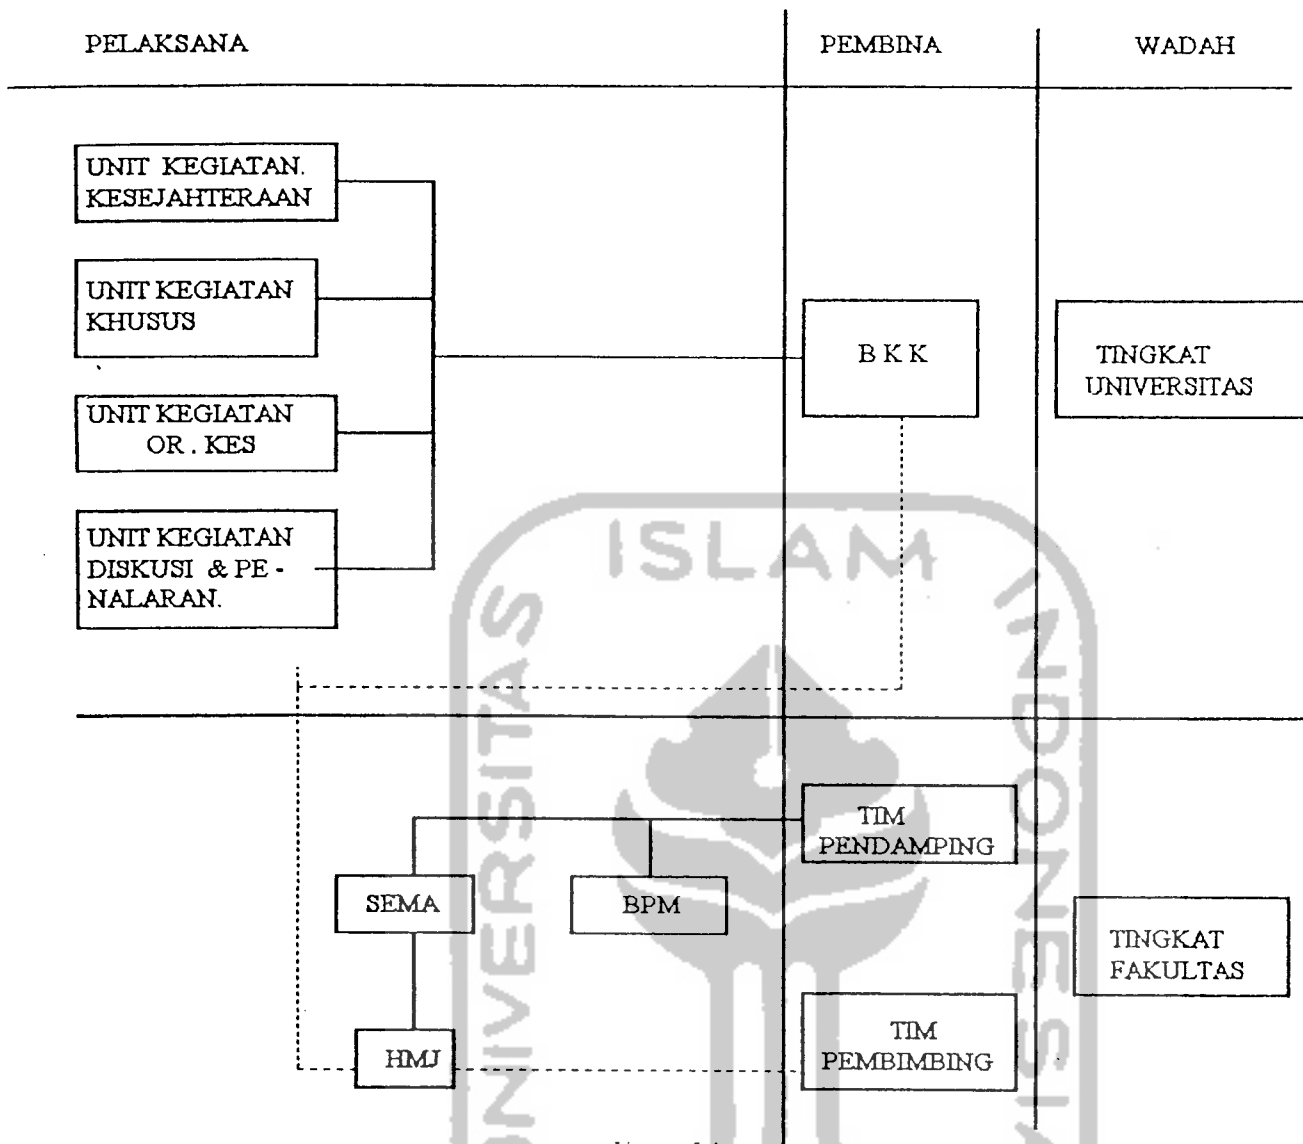 PELAKSANA
PEMBINA
WADAH
UNIT KEGIATAN.
KESEJAHTERAAN
UNIT KEGIATAN
KHUSUS
UNIT KEGIATAN
OR . KES
UNIT KEGIATAN
DISKUSI & PE -
NALARAN.
B K K
TINGKAT
UNIVERSITAS
TIM
PENDAMPING
SEMA
BPM
TINGKAT
FAKULTAS
HMJ
TIM
PEMBIMBING
UNIVERSITAS
ISLAM